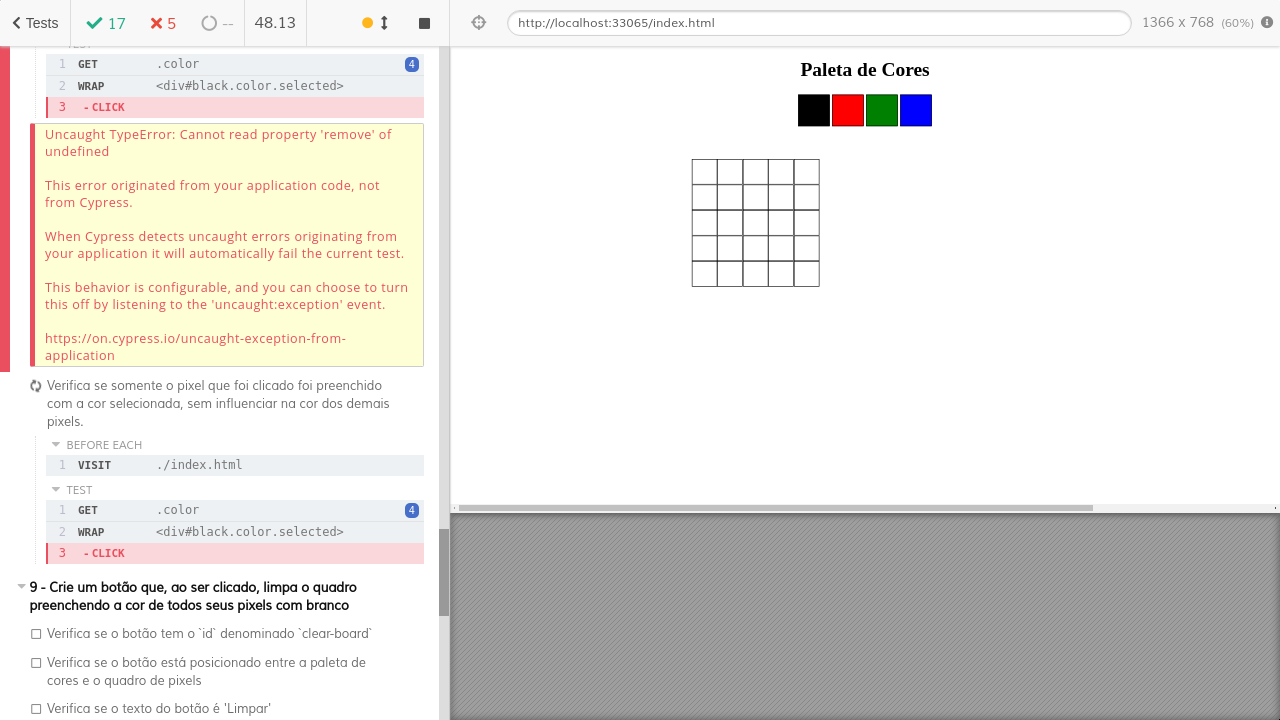 Tests 17 5 -- 48.13
http://localhost:33065/index.html 1366 x 768 (60%)
TEST
1 GET .color 4
2 WRAP <div#black.color.selected>
3 -CLICK
Uncaught TypeError: Cannot read property 'remove' of
undefined
This error originated from your application code, not
from Cypress.
When Cypress detects uncaught errors originating from
your application it will automatically fail the current test.
This behavior is configurable, and you can choose to turn
this off by listening to the 'uncaught:exception' event.
https://on.cypress.io/uncaught-exception-from-
application
Verifica se somente o pixel que foi clicado foi preenchido
com a cor selecionada, sem influenciar na cor dos demais
pixels.
BEFORE EACH
1 VISIT ./index.html
TEST
1 GET .color 4
2 WRAP <div#black.color.selected>
3 -CLICK
9 - Crie um botão que, ao ser clicado, limpa o quadro
preenchendo a cor de todos seus pixels com branco
Verifica se o botão tem o `id` denominado `clear-board`
Verifica se o botão está posicionado entre a paleta de
cores e o quadro de pixels
Verifica se o texto do botão é 'Limpar'
Paleta de Cores